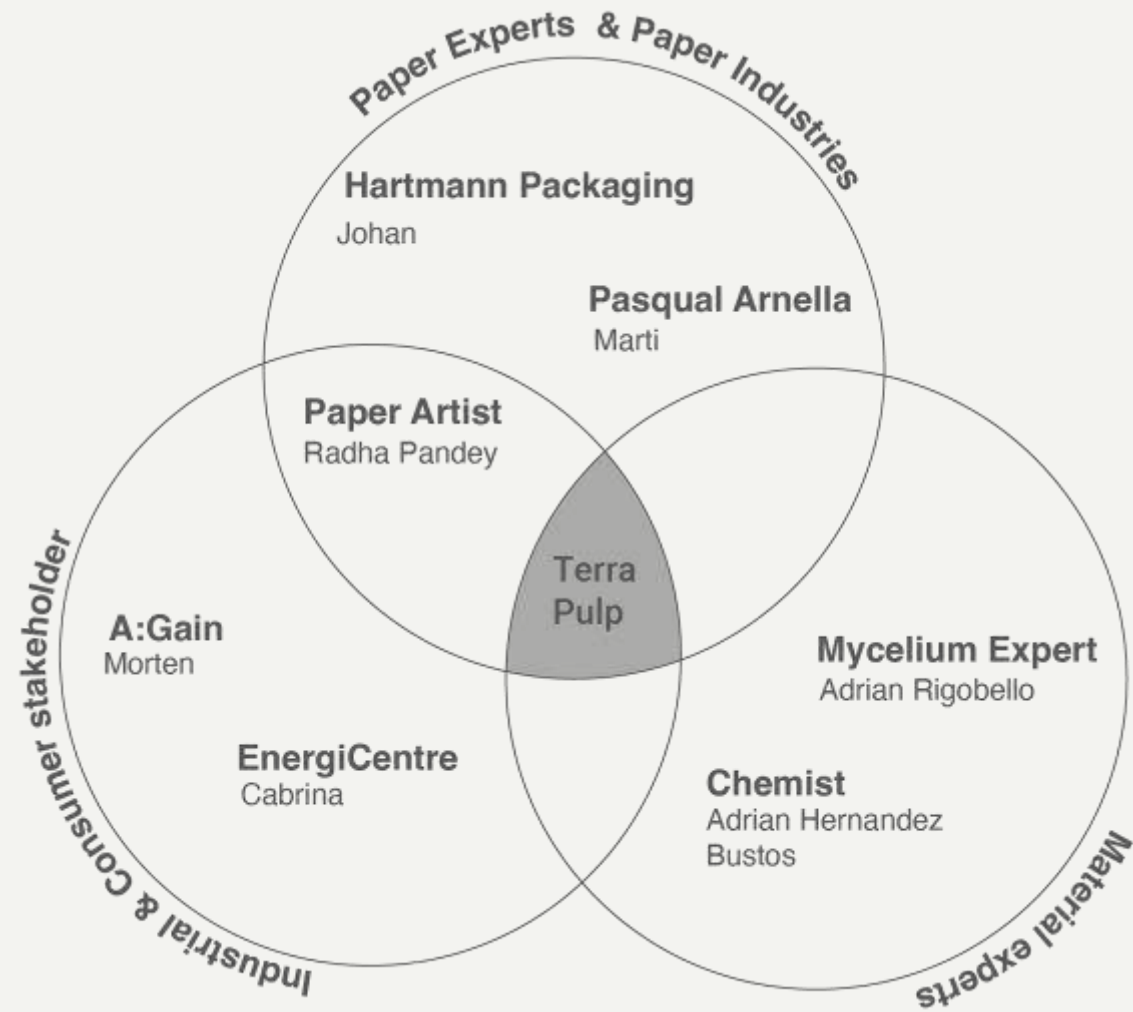 Paper Experts & Paper Industries
Hartmann Packaging
Johan
Pasqual Arnella
Marti
Paper Artist
Radha Pandey
Terra
Pulp
Industrial & Consumer stakeholder
A:Gain
Morten
EnergiCentre
Cabrina
Mycelium Expert
Adrian Rigobello
Chemist
Adrian Hernandez
Bustos
Material experts